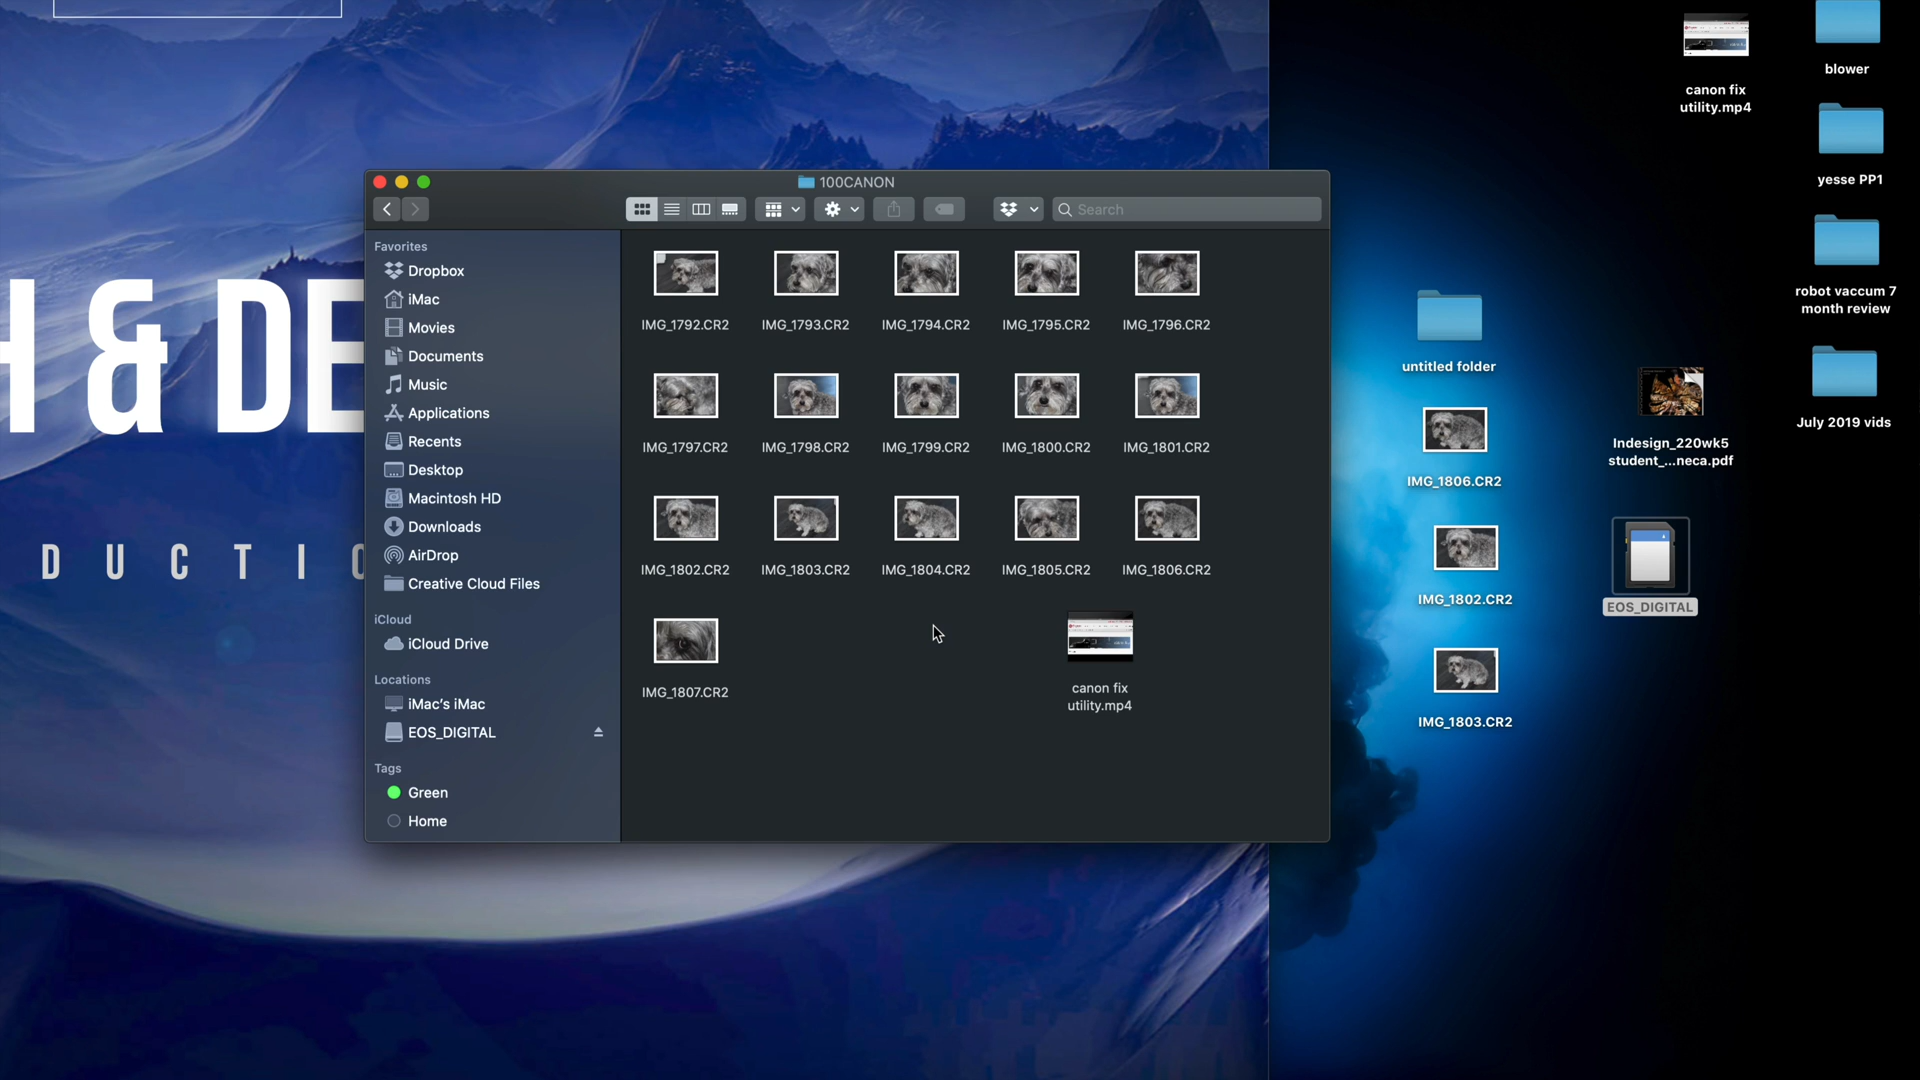 H & DE
D U C T I O
100CANON
Search
Favorites
Dropbox
iMac
Movies
Documents
Music
Applications
Recents
Desktop
Macintosh HD
Downloads
AirDrop
Creative Cloud Files
iCloud
iCloud Drive
Locations
iMac’s iMac
EOS_DIGITAL
Tags
Green
Home
IMG_1792.CR2
IMG_1793.CR2
IMG_1794.CR2
IMG_1795.CR2
IMG_1796.CR2
IMG_1797.CR2
IMG_1798.CR2
IMG_1799.CR2
IMG_1800.CR2
IMG_1801.CR2
IMG_1802.CR2
IMG_1803.CR2
IMG_1804.CR2
IMG_1805.CR2
IMG_1806.CR2
IMG_1807.CR2
canon fix
utility.mp4
canon fix
utility.mp4
blower
yesse PP1
robot vaccum 7
month review
July 2019 vids
untitled folder
IMG_1806.CR2
IMG_1802.CR2
IMG_1803.CR2
Indesign_220wk5
student_...neca.pdf
EOS_DIGITAL